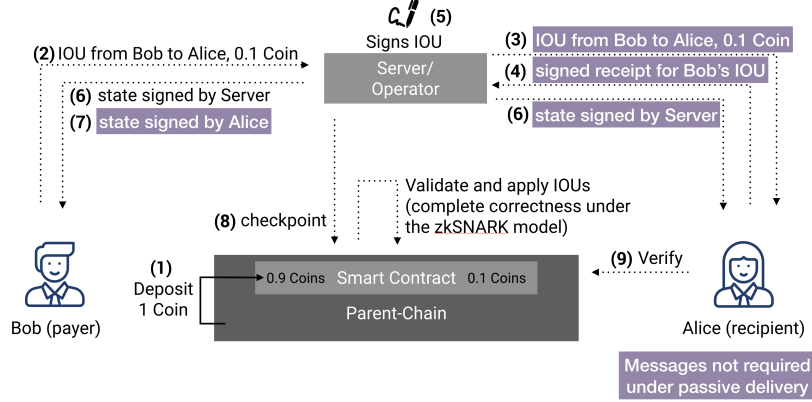 (5)
Signs IOU
(2) IOU from Bob to Alice, 0.1 Coin
Server/
Operator
(3) IOU from Bob to Alice, 0.1 Coin
(4) signed receipt for Bob's IOU
(6) state signed by Server
(7) state signed by Alice
(6) state signed by Server
Validate and apply IOUs
(complete correctness under
the zkSNARK model)
(8) checkpoint
(1)
Deposit
1 Coin
0.9 Coins Smart Contract 0.1 Coins
Parent-Chain
(9) Verify
Bob (payer)
Alice (recipient)
Messages not required
under passive delivery